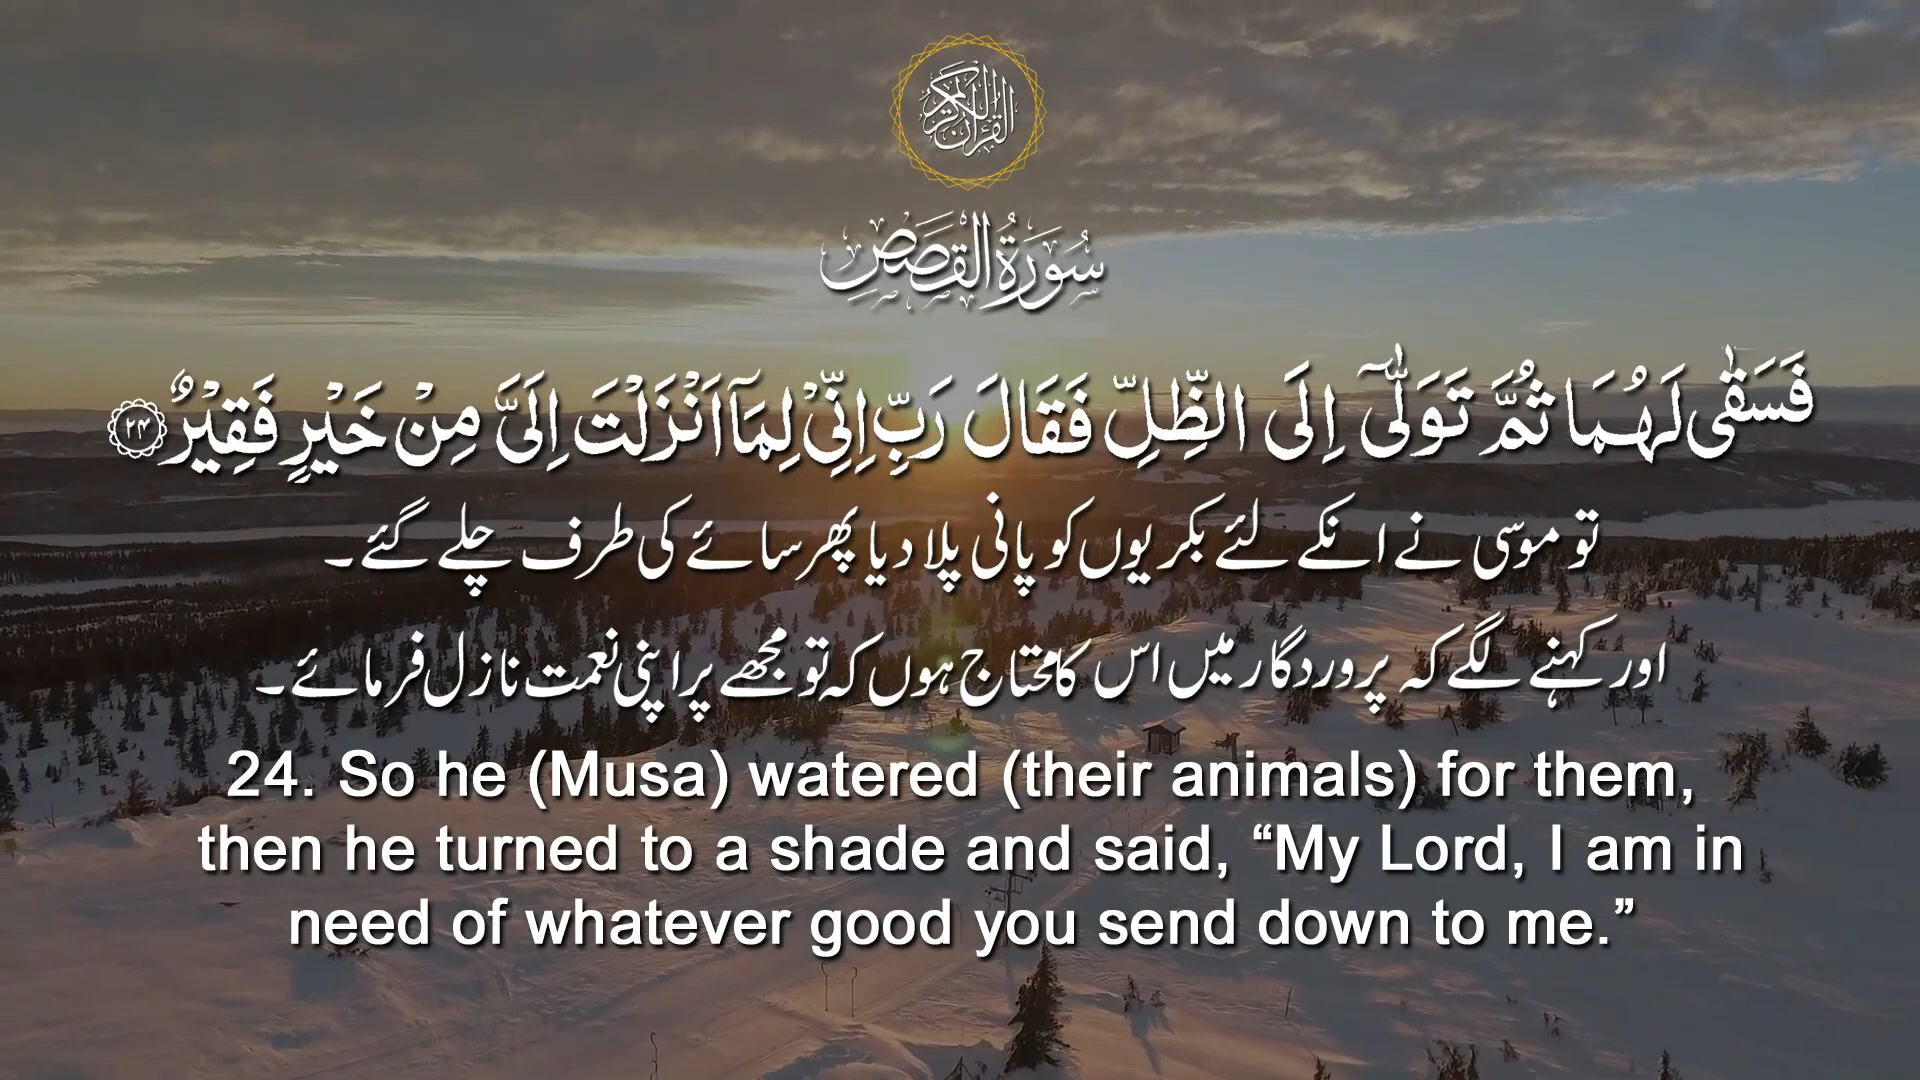 القرآن الكريم
سُورَةُ القَصَصِ
فَسَقٰى لَهُمَا ثُمَّ تَوَلّٰٓى اِلَى الظِّلِّ فَقَالَ رَبِّ اِنِّىْ لِمَاۤ اَنْزَلْتَ اِلَىَّ مِنْ خَيْرٍ فَقِيْرٌ ۝۲۴
تو موسی نے انکے لئے بکریوں کو پانی پلا دیا پھر سائے کی طرف چلے گئے۔
اور کہنے لگے کہ پروردگار میں اس کا محتاج ہوں کہ تو مجھے پر اپنی نعمت نازل فرمائے۔
24. So he (Musa) watered (their animals) for them,
then he turned to a shade and said, “My Lord, I am in
need of whatever good you send down to me.”